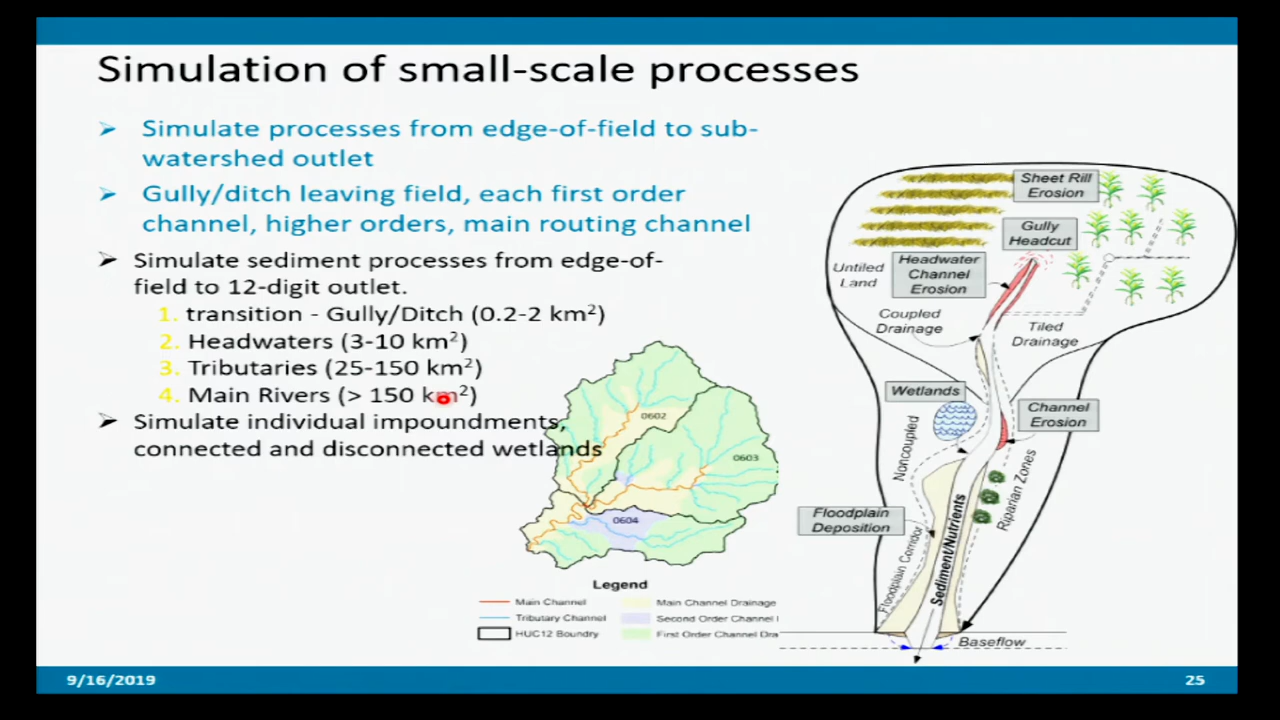 Simulation of small-scale processes
➢ Simulate processes from edge-of-field to sub-
watershed outlet
➢ Gully/ditch leaving field, each first order
channel, higher orders, main routing channel
➢ Simulate sediment processes from edge-of-
field to 12-digit outlet.
1. transition - Gully/Ditch (0.2-2 km²)
2. Headwaters (3-10 km²)
3. Tributaries (25-150 km²)
4. Main Rivers (> 150 km²)
➢ Simulate individual impoundments,
connected and disconnected wetlands
0602
0603
0604
Legend
Main Channel
Tributary Channel
HUC12 Boundry
Main Channel Drainage
Second Order Channel
First Order Channel Dra
Sheet Rill
Erosion
Gully
Headcut
Untiled
Land
Headwater
Channel
Erosion
Coupled
Drainage
Tiled
Drainage
Wetlands
Channel
Erosion
Noncoupled
Riparian Zones
Floodplain
Deposition
Floodplain Corridor
Sediment/Nutrients
Baseflow
9/16/2019
25